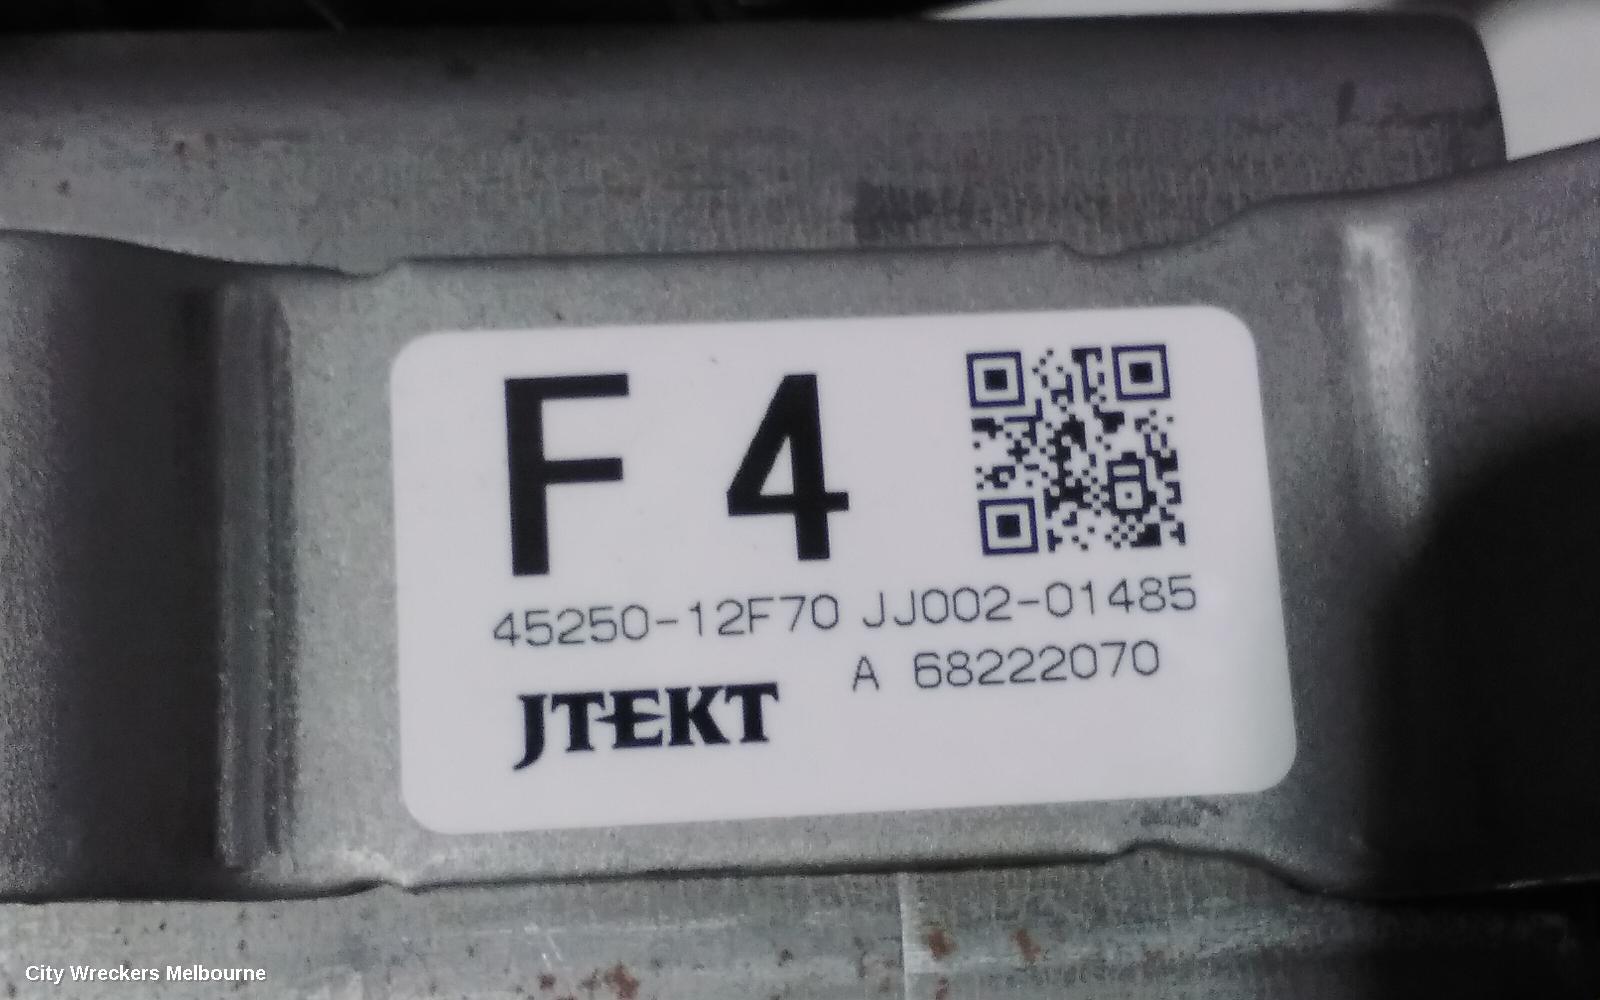 F 4
45250-12F70 JJ002-01485
A 68222070
JTEKT
City Wreckers Melbourne